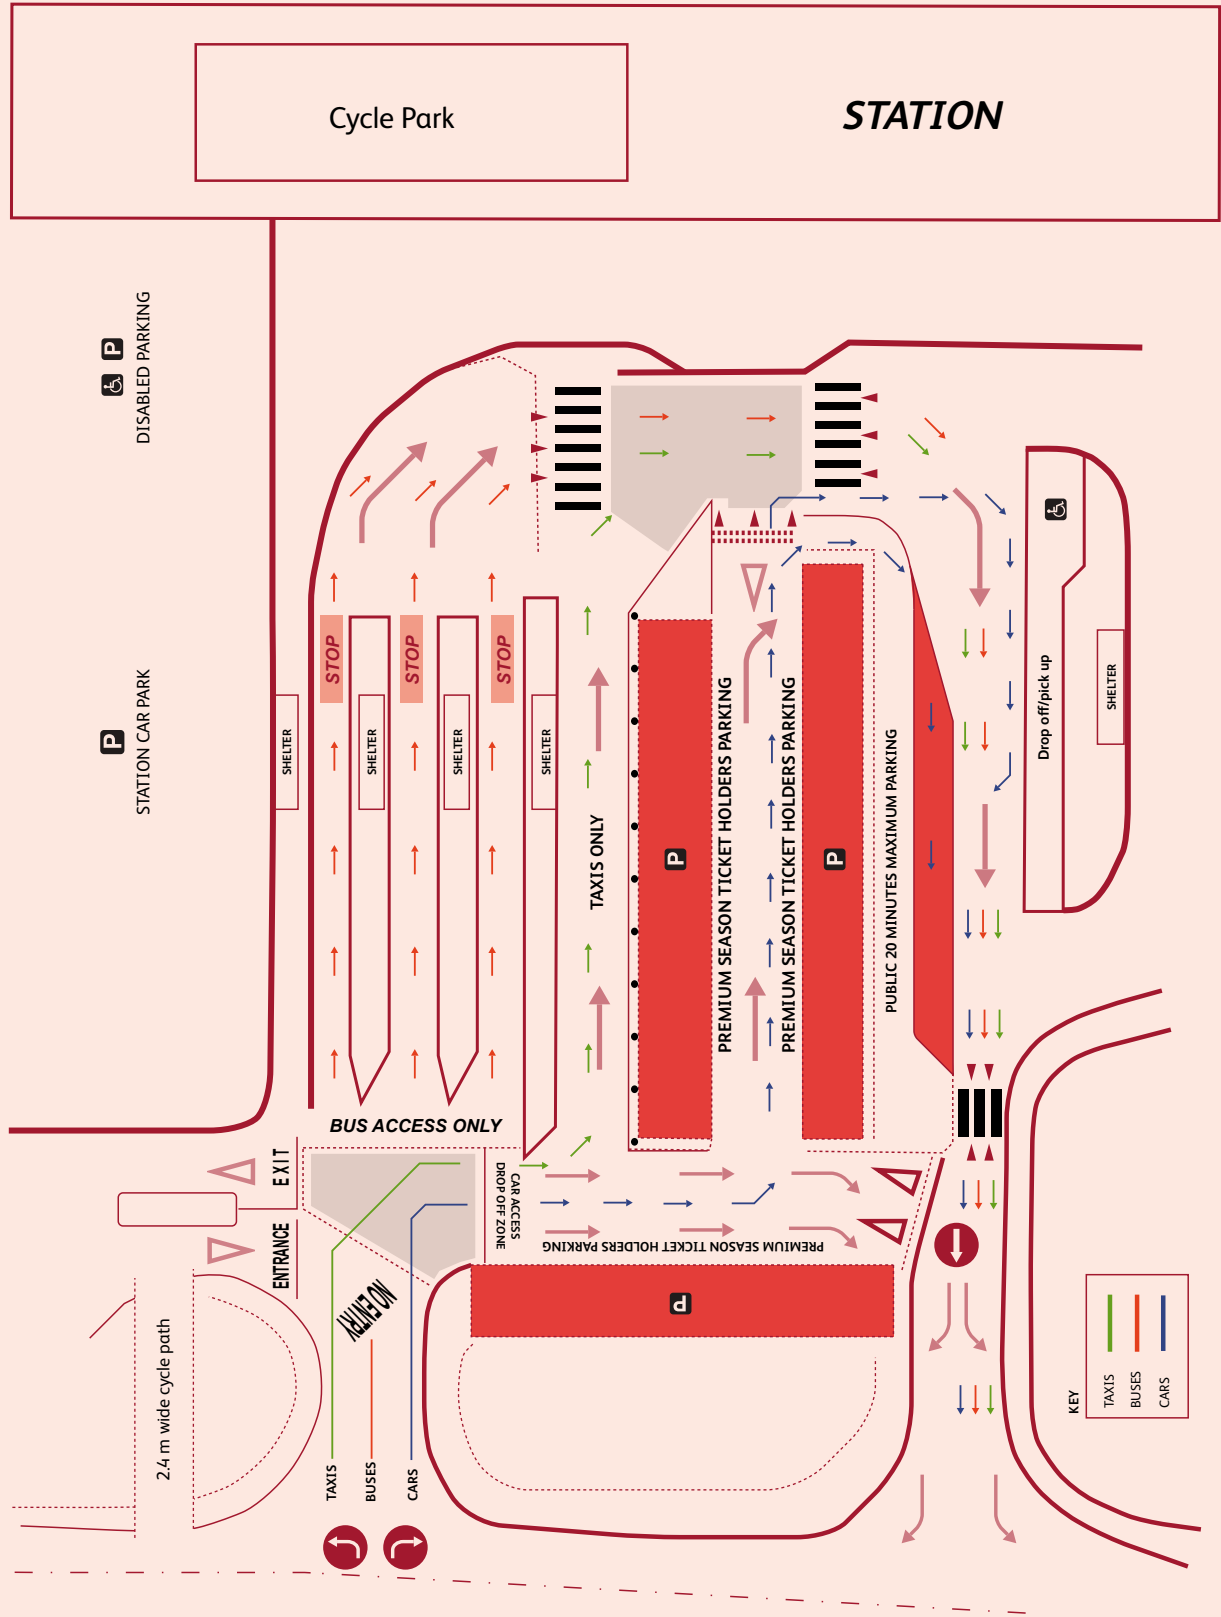 Cycle Park
STATION
P
DISABLED PARKING
P
STATION CAR PARK
STOP
STOP
STOP
SHELTER
SHELTER
SHELTER
SHELTER
TAXIS ONLY
P
PREMIUM SEASON TICKET HOLDERS PARKING
PREMIUM SEASON TICKET HOLDERS PARKING
P
PUBLIC 20 MINUTES MAXIMUM PARKING
Drop off/pick up
SHELTER
BUS ACCESS ONLY
EXIT
ENTRANCE
CAR ACCESS
DROP OFF ZONE
PREMIUM SEASON TICKET HOLDERS PARKING
P
NO ENTRY
2.4 m wide cycle path
TAXIS
BUSES
CARS
KEY
TAXIS
BUSES
CARS